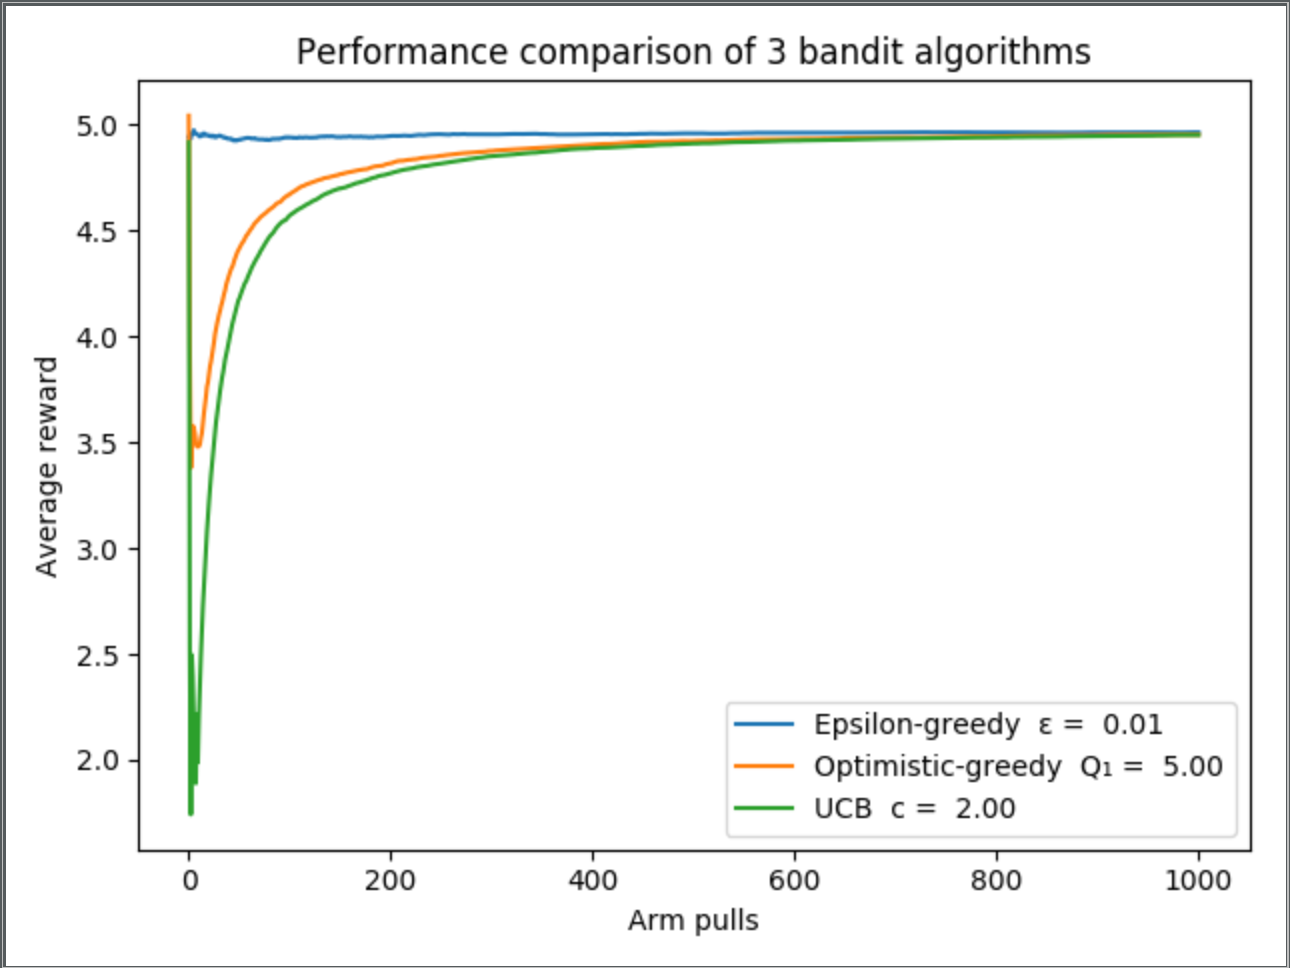 Performance comparison of 3 bandit algorithms
5.0
4.5
4.0
3.5
3.0
2.5
2.0
Average reward
Epsilon-greedy ε = 0.01
Optimistic-greedy Q₁ = 5.00
UCB c = 2.00
0 200 400 600 800 1000
Arm pulls